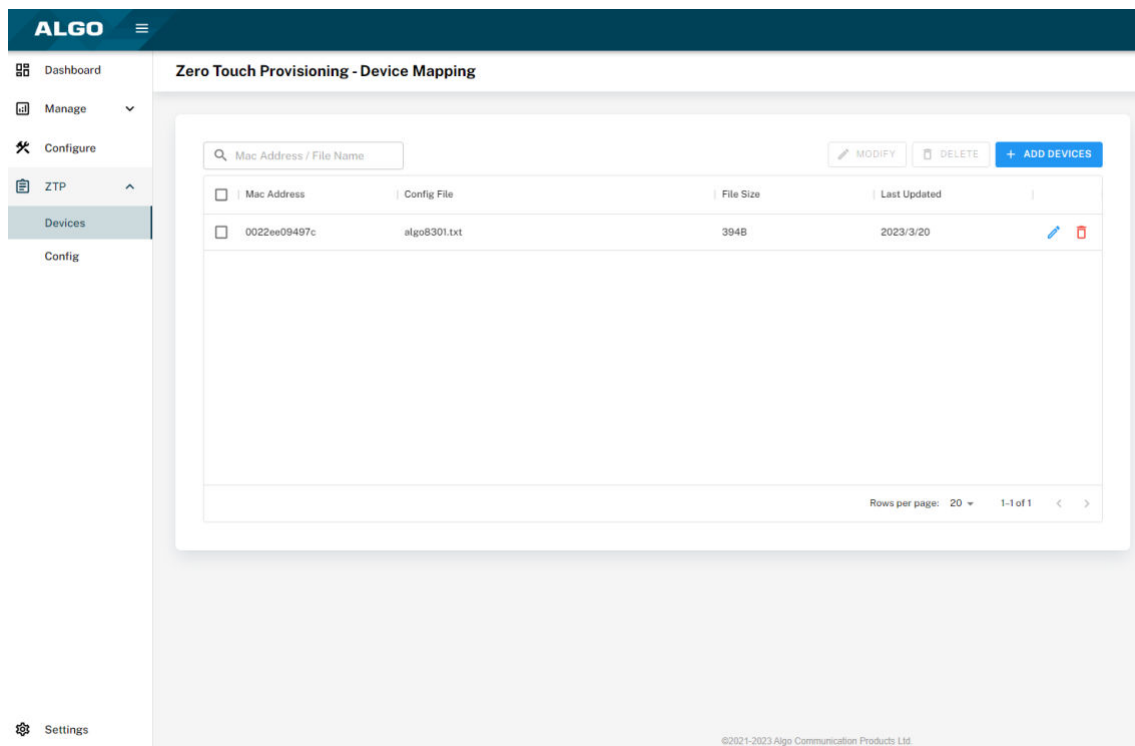 ALGO
Dashboard
Manage
Configure
ZTP
Devices
Config
Settings
Zero Touch Provisioning - Device Mapping
Mac Address / File Name
MODIFY DELETE + ADD DEVICES
Mac Address Config File File Size Last Updated
0022ee09497c algo8301.txt 394B 2023/3/20
Rows per page: 20 1-1 of 1
©2021-2023 Algo Communication Products Ltd.